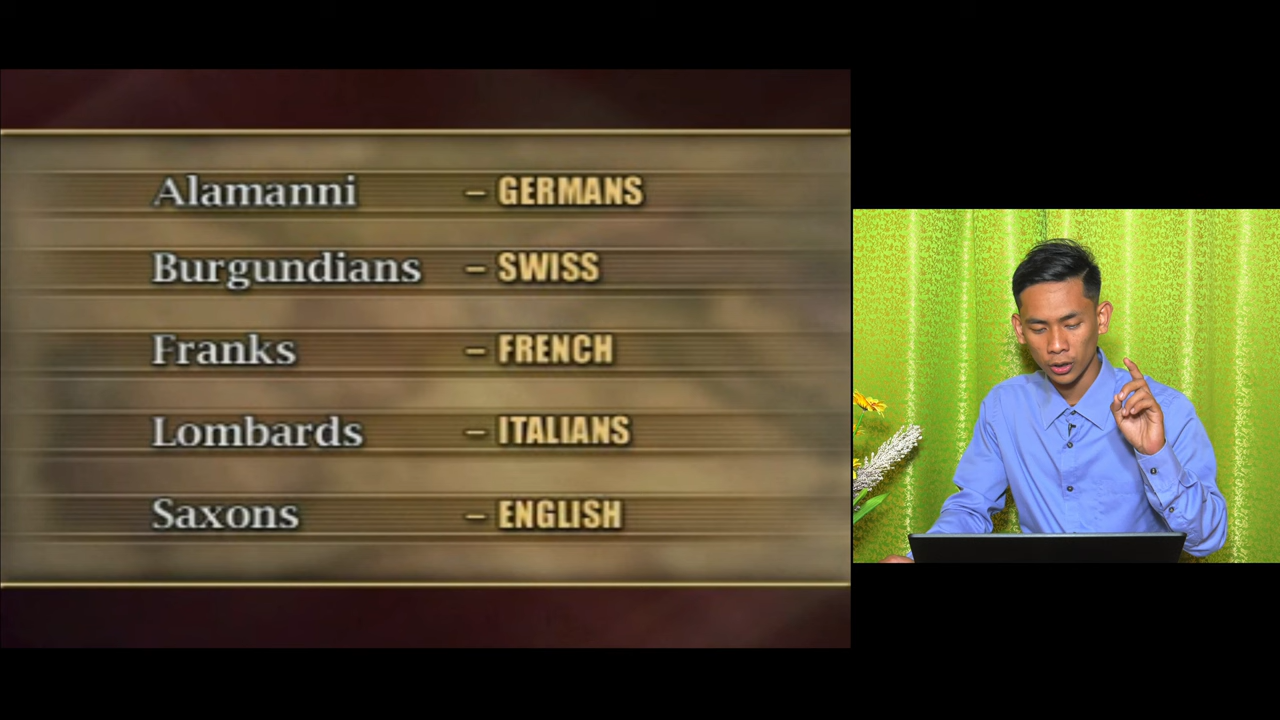 Alamanni – GERMANS
Burgundians – SWISS
Franks – FRENCH
Lombards – ITALIANS
Saxons – ENGLISH